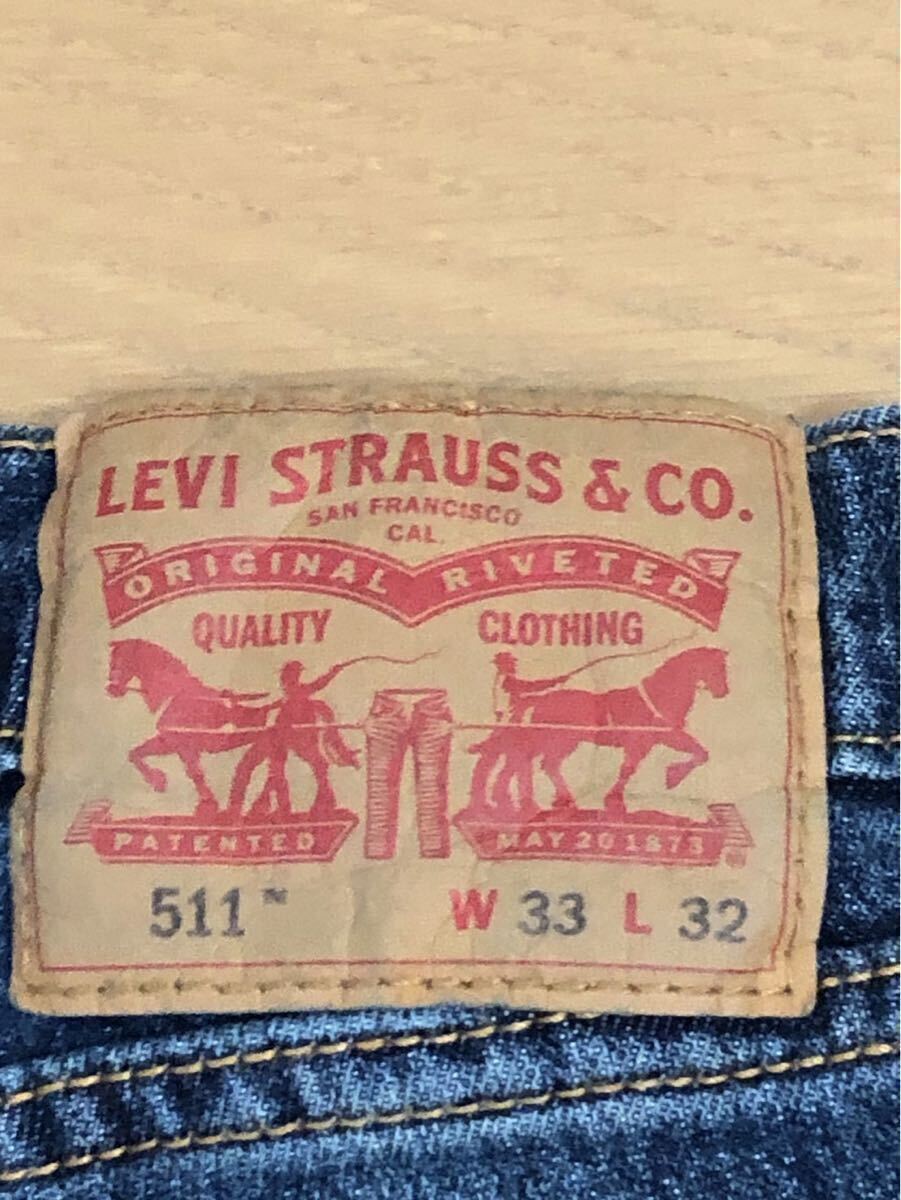 LEVI STRAUSS & CO.
SAN FRANCISCO
CAL.
ORIGINAL RIVETED
QUALITY CLOTHING
PATENTED MAY 20 1873
511™ W 33 L 32